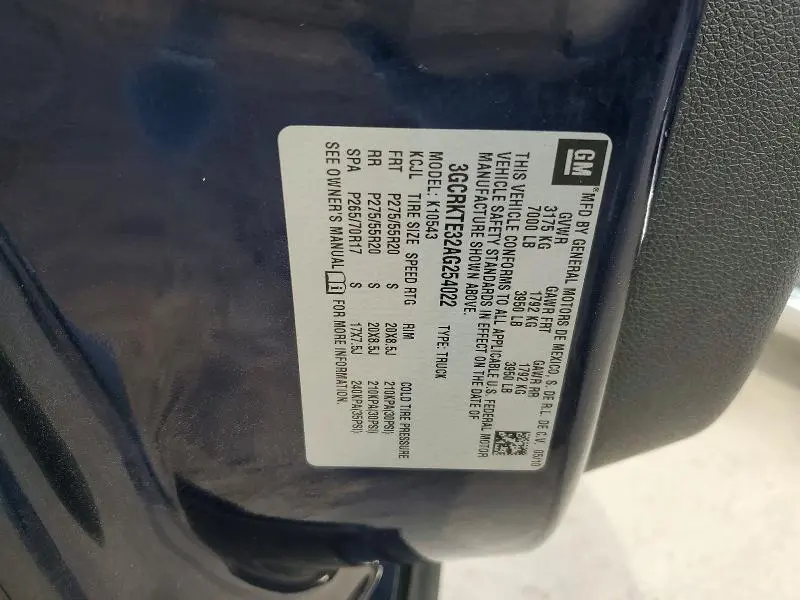 GM
®MFD BY GENERAL MOTORS DE MEXICO, S. DE R.L. DE C.V. 05/10
GVWR GAWR FRT GAWR RR
3175 KG 1792 KG 1792 KG
7000 LB 3950 LB 3950 LB
THIS VEHICLE CONFORMS TO ALL APPLICABLE U.S. FEDERAL MOTOR
VEHICLE SAFETY STANDARDS IN EFFECT ON THE DATE OF
MANUFACTURE SHOWN ABOVE.
3GCRKTE32AG254022
MODEL: K10543 TYPE: TRUCK
KCJL TIRE SIZE SPEED RTG RIM COLD TIRE PRESSURE
FRT P275/55R20 S 20X8.5J 210KPA(30PSI)
RR P275/55R20 S 20X8.5J 210KPA(30PSI)
SPA P265/70R17 S 17X7.5J 240KPA(35PSI)
SEE OWNER'S MANUAL FOR MORE INFORMATION.